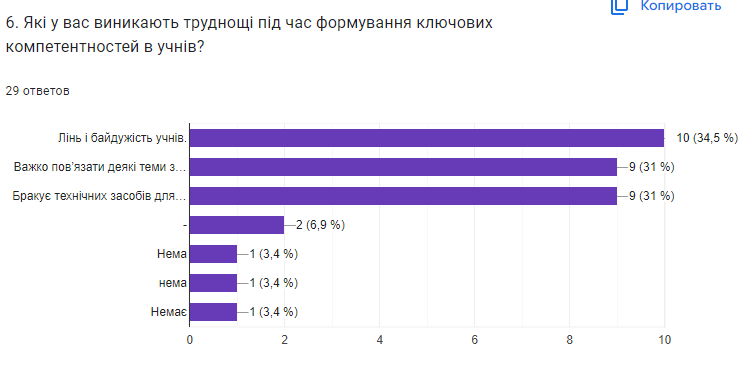 Копировать
6. Які у вас виникають труднощі під час формування ключових
компетентностей в учнів?
29 ответов
Лінь і байдужість учнів.
10 (34,5 %)
Важко пов’язати деякі теми з…
9 (31 %)
Бракує технічних засобів для…
9 (31 %)
-
2 (6,9 %)
Нема
1 (3,4 %)
нема
1 (3,4 %)
Немає
1 (3,4 %)
0 2 4 6 8 10